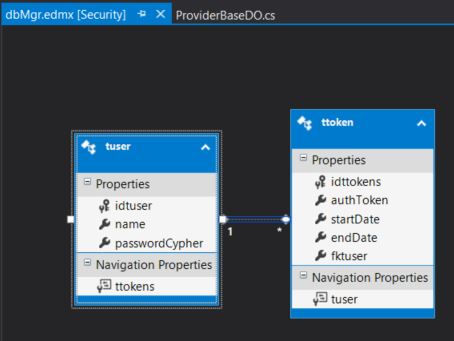 dbMgr.edmx [Security]
ProviderBaseDO.cs
tuser
Properties
idtuser
name
passwordCypher
Navigation Properties
ttokens
1
*
ttoken
Properties
idttokens
authToken
startDate
endDate
fktuser
Navigation Properties
tuser